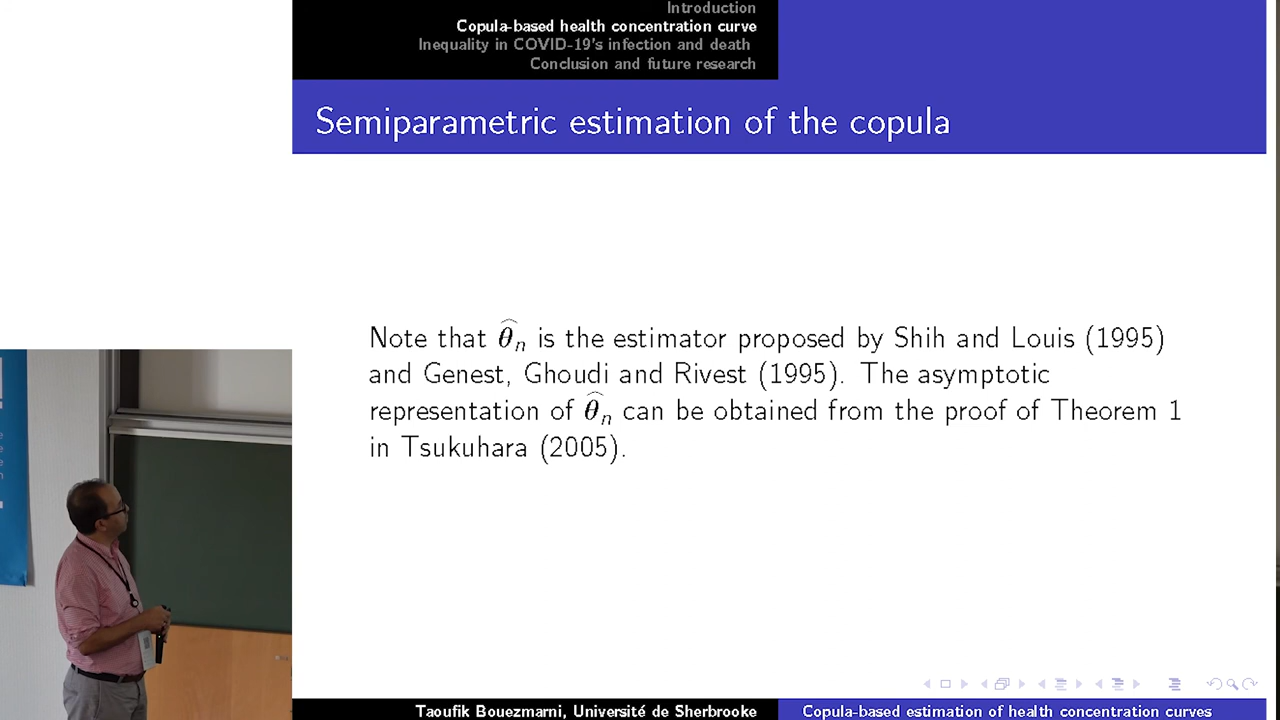 Introduction
Copula-based health concentration curve
Inequality in COVID-19's infection and death
Conclusion and future research
Semiparametric estimation of the copula
Note that θ̂ₙ is the estimator proposed by Shih and Louis (1995)
and Genest, Ghoudi and Rivest (1995). The asymptotic
representation of θ̂ₙ can be obtained from the proof of Theorem 1
in Tsukuhara (2005).
Taoufik Bouezmarni, Université de Sherbrooke
Copula-based estimation of health concentration curves